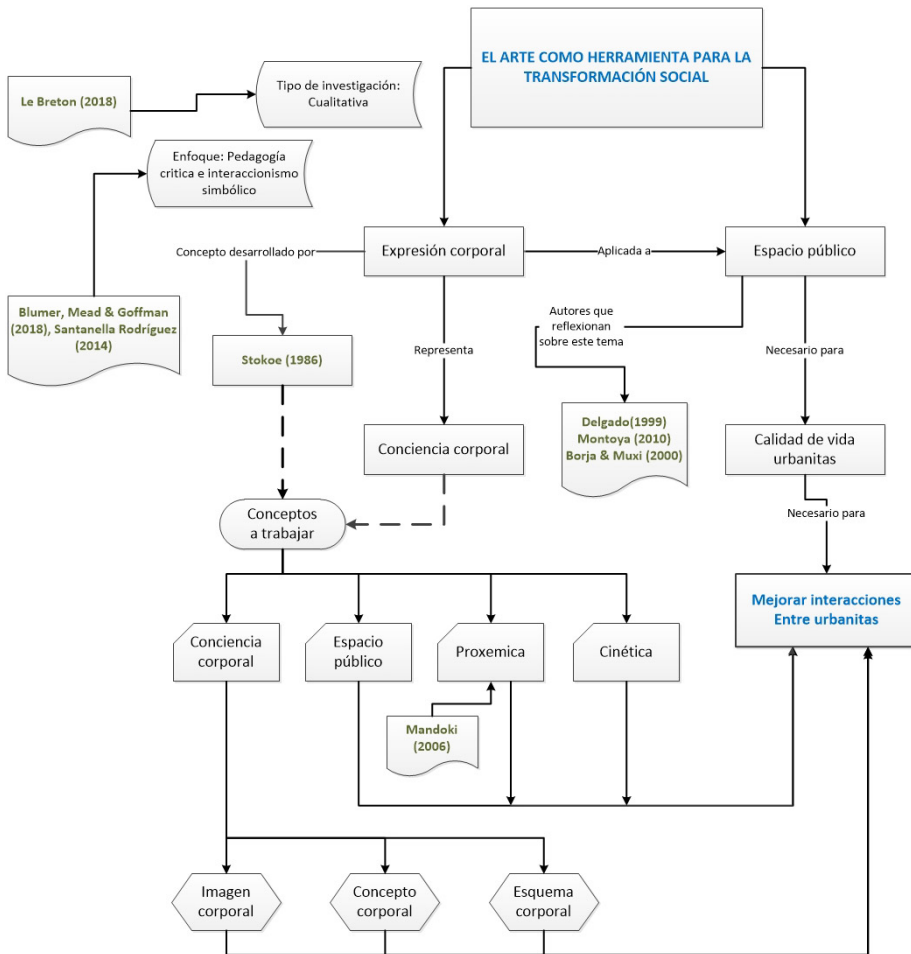 EL ARTE COMO HERRAMIENTA PARA LA
TRANSFORMACIÓN SOCIAL
Le Breton (2018)
Tipo de investigación:
Cualitativa
Enfoque: Pedagogía
critica e interaccionismo
simbólico
Concepto desarrollado por
Expresión corporal
Aplicada a
Espacio público
Blumer, Mead & Goffman
(2018), Santanella Rodríguez
(2014)
Autores que
reflexionan
sobre este tema
Stokoe (1986)
Representa
Necesario para
Delgado(1999)
Montoya (2010)
Borja & Muxi (2000)
Conciencia corporal
Calidad de vida
urbanitas
Conceptos
a trabajar
Necesario para
Mejorar interacciones
Entre urbanitas
Conciencia
corporal
Espacio
público
Proxemica
Cinética
Mandoki
(2006)
Imagen
corporal
Concepto
corporal
Esquema
corporal